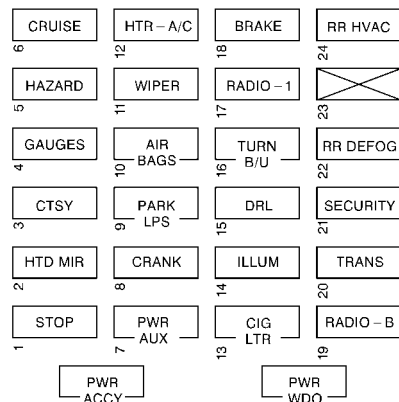 CRUISE HTR – A/C BRAKE RR HVAC
6 12 18 24
HAZARD WIPER RADIO – 1
5 11 17 23
GAUGES AIR BAGS TURN B/U RR DEFOG
4 10 16 22
CTSY PARK LPS DRL SECURITY
3 9 15 21
HTD MIR CRANK ILLUM TRANS
2 8 14 20
STOP PWR AUX CIG LTR RADIO – B
1 7 13 19
PWR ACCY PWR WDO